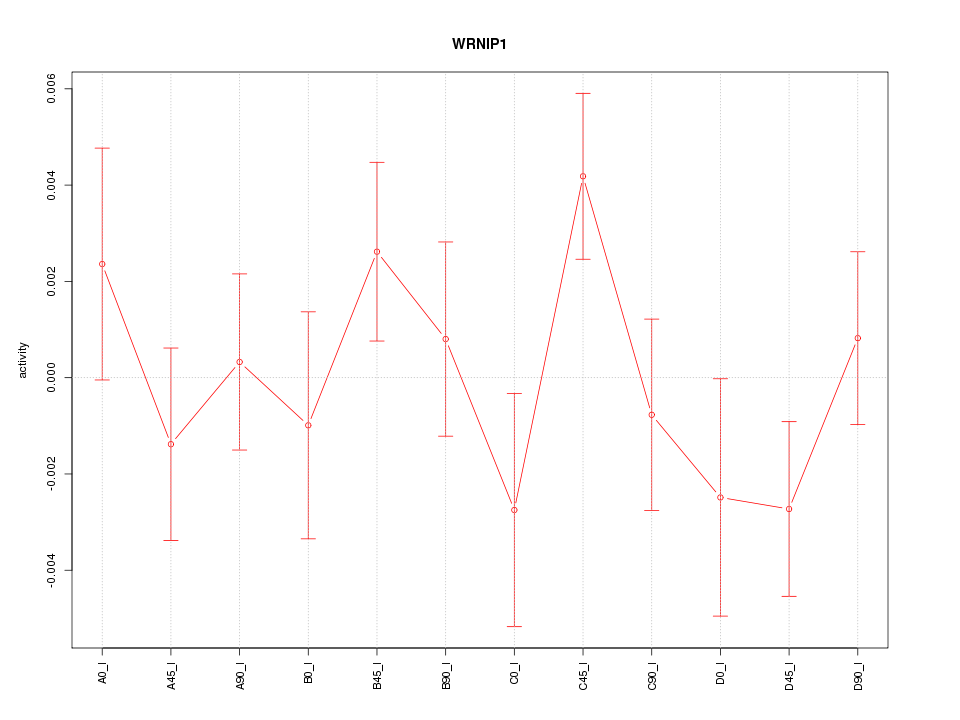 WRNIP1
activity
0.006
0.004
0.002
0.000
-0.002
-0.004
A0_I
A45_I
A90_I
B0_I
B45_I
B90_I
C0_I
C45_I
C90_I
D0_I
D45_I
D90_I